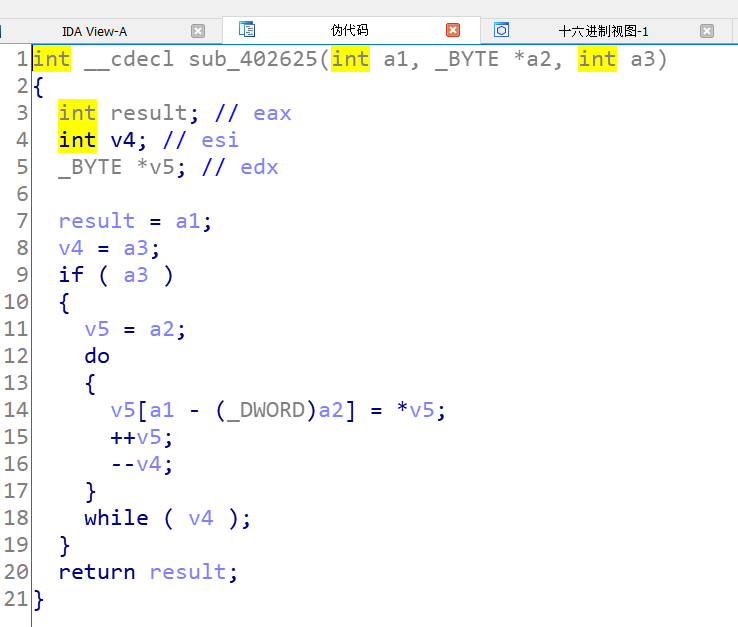 IDA View-A 伪代码 十六进制视图-1
1 int __cdecl sub_402625(int a1, _BYTE *a2, int a3)
2 {
3   int result; // eax
4   int v4; // esi
5   _BYTE *v5; // edx
6
7   result = a1;
8   v4 = a3;
9   if ( a3 )
10   {
11     v5 = a2;
12     do
13     {
14       v5[a1 - (_DWORD)a2] = *v5;
15       ++v5;
16       --v4;
17     }
18     while ( v4 );
19   }
20   return result;
21 }